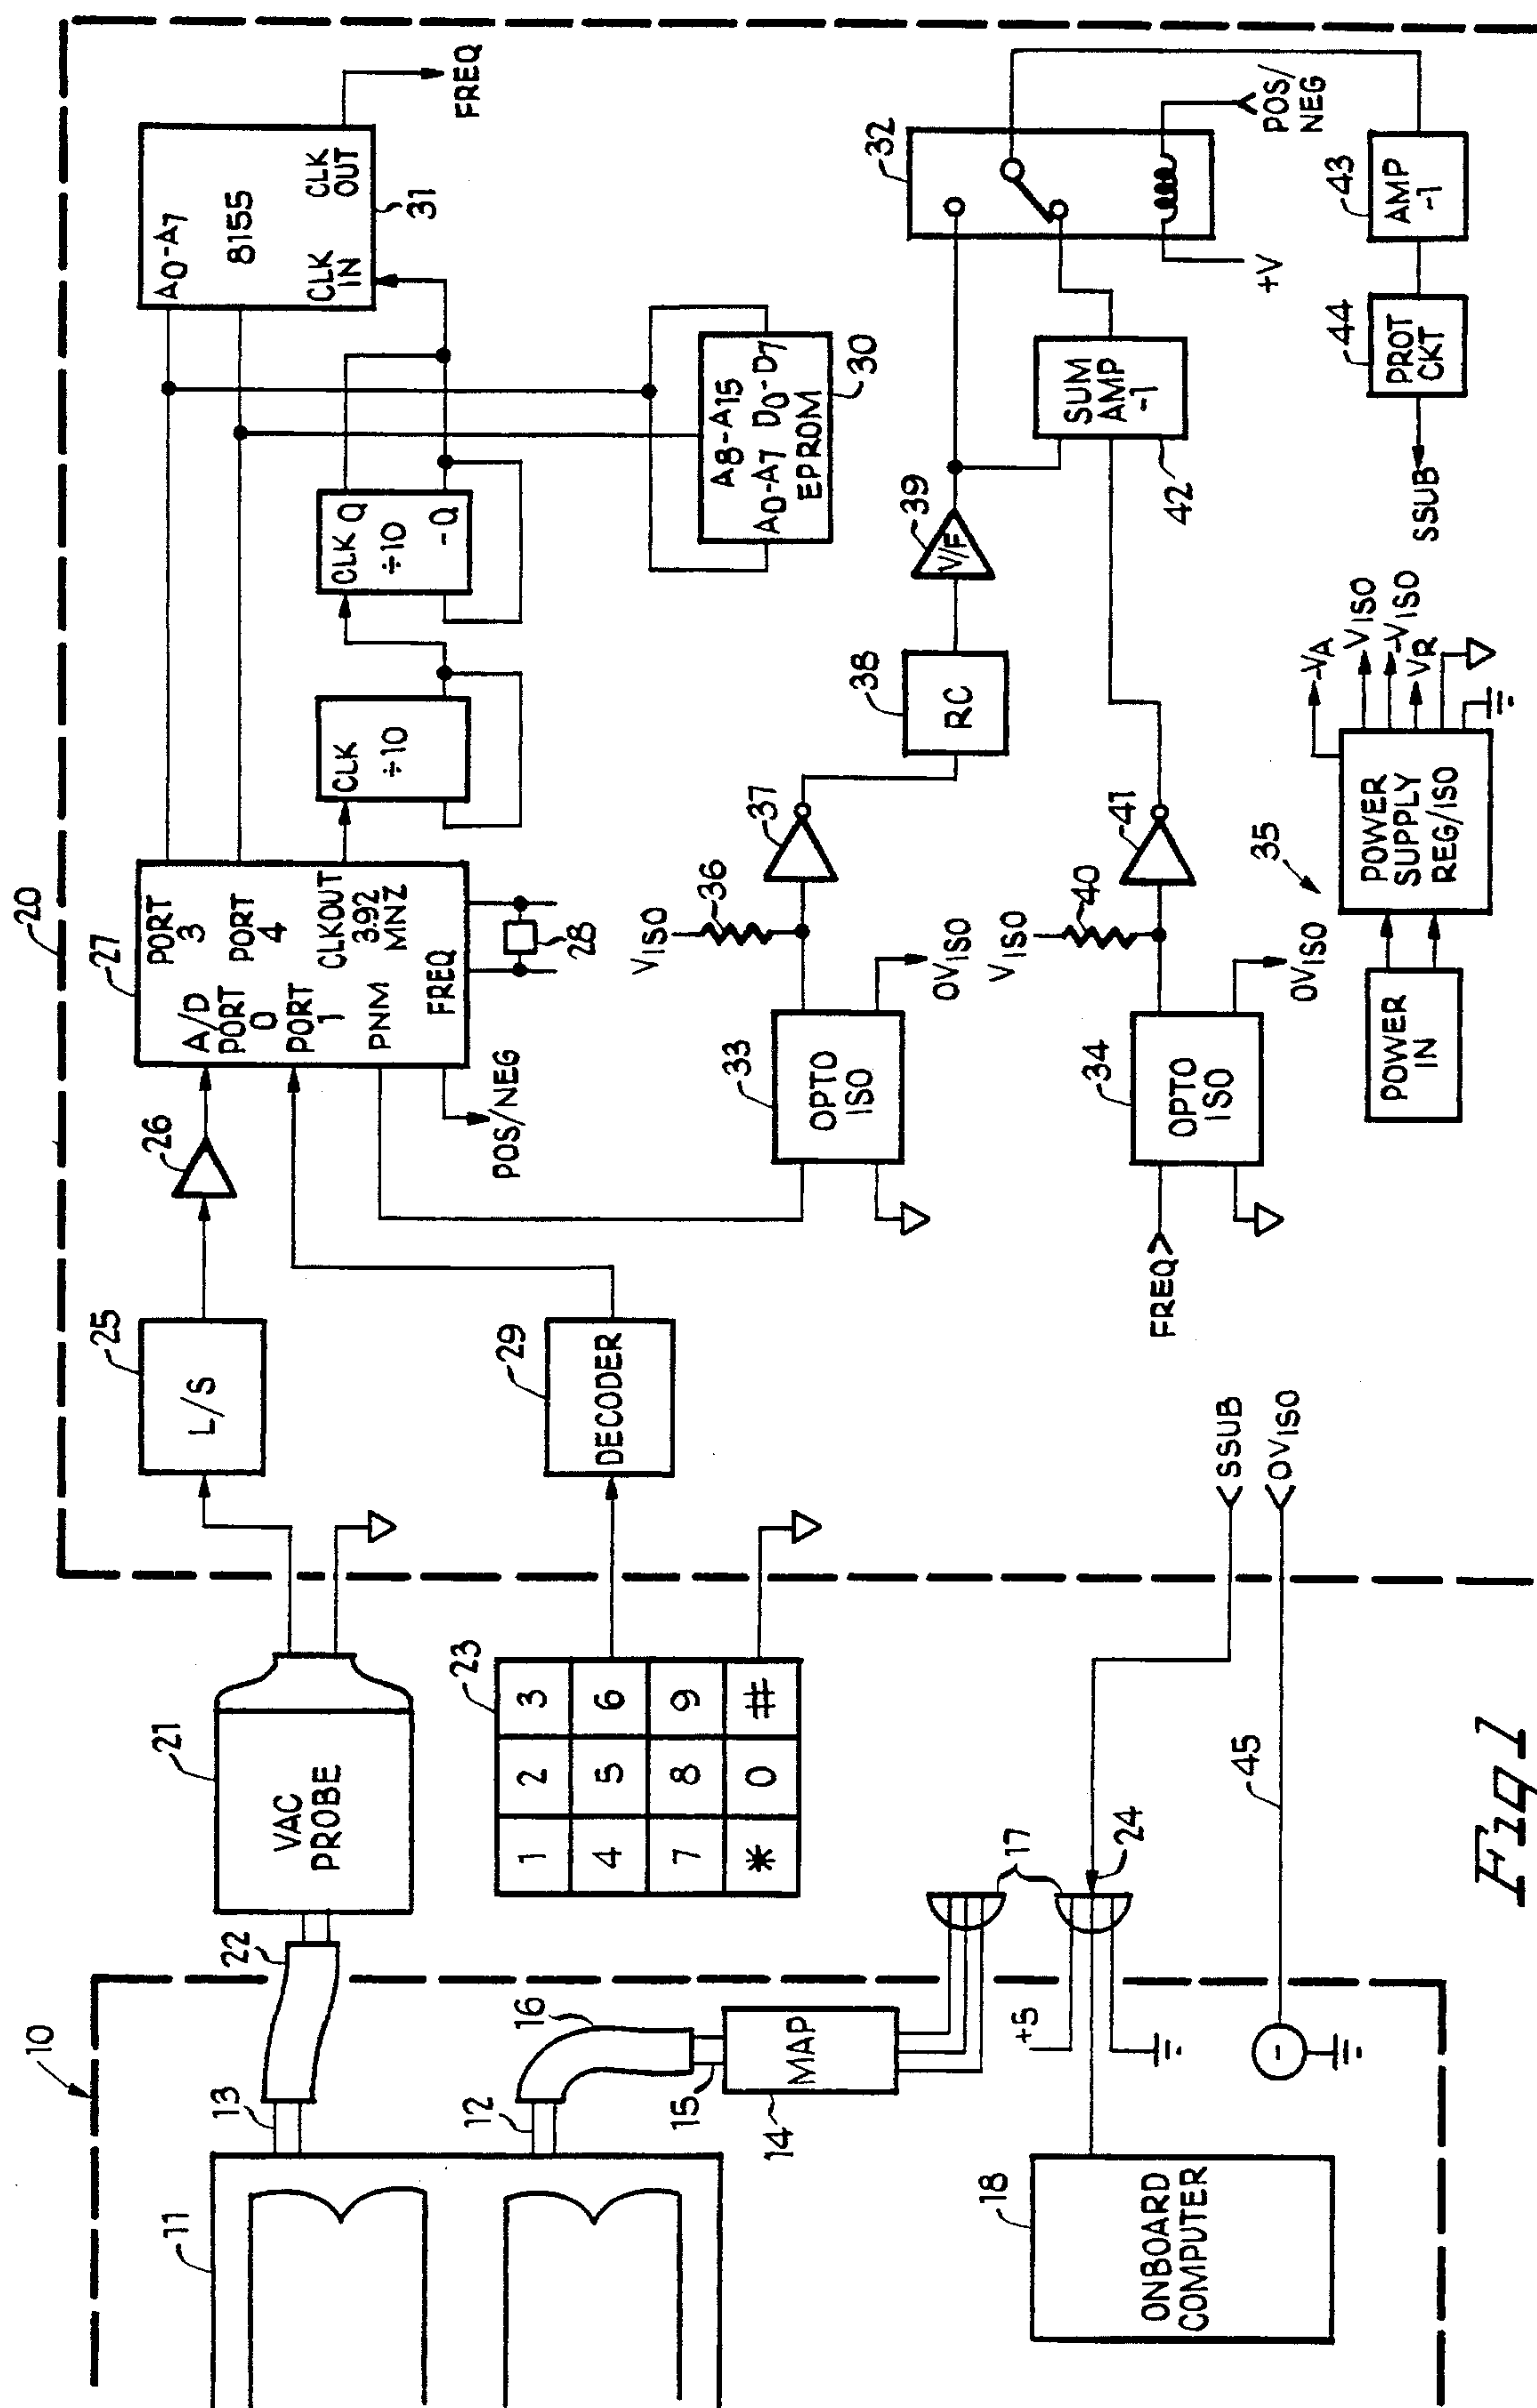 20
27
PORT 3
PORT 4
A/D
PORT 0
PORT 1
CLKOUT
3.92
MNZ
PNM
FREQ
28
POS/NEG
26
25
L/S
29
DECODER
CLK
÷10
CLK Q
÷10
-Q
A0-A7
8155
CLK IN
CLK OUT
31
FREQ
A8-A15
A0-A7 D0-D7
EPROM
30
33
OPTO
ISO
VISO
36
0VISO
37
38
RC
39
V/F
32
+V
POS/
NEG
FREQ
34
OPTO
ISO
VISO
40
0VISO
41
SUM
AMP
-1
42
43
AMP
-1
44
PROT
CKT
SSUB
35
POWER
IN
POWER
SUPPLY
REG/ISO
-VA
VISO
-VISO
VR
10
11
13
22
21
VAC
PROBE
23
1 2 3
4 5 6
7 8 9
* 0 #
12
16
15
MAP
14
17
24
+5
18
ONBOARD
COMPUTER
-
45
SSUB
0VISO
Fig 1